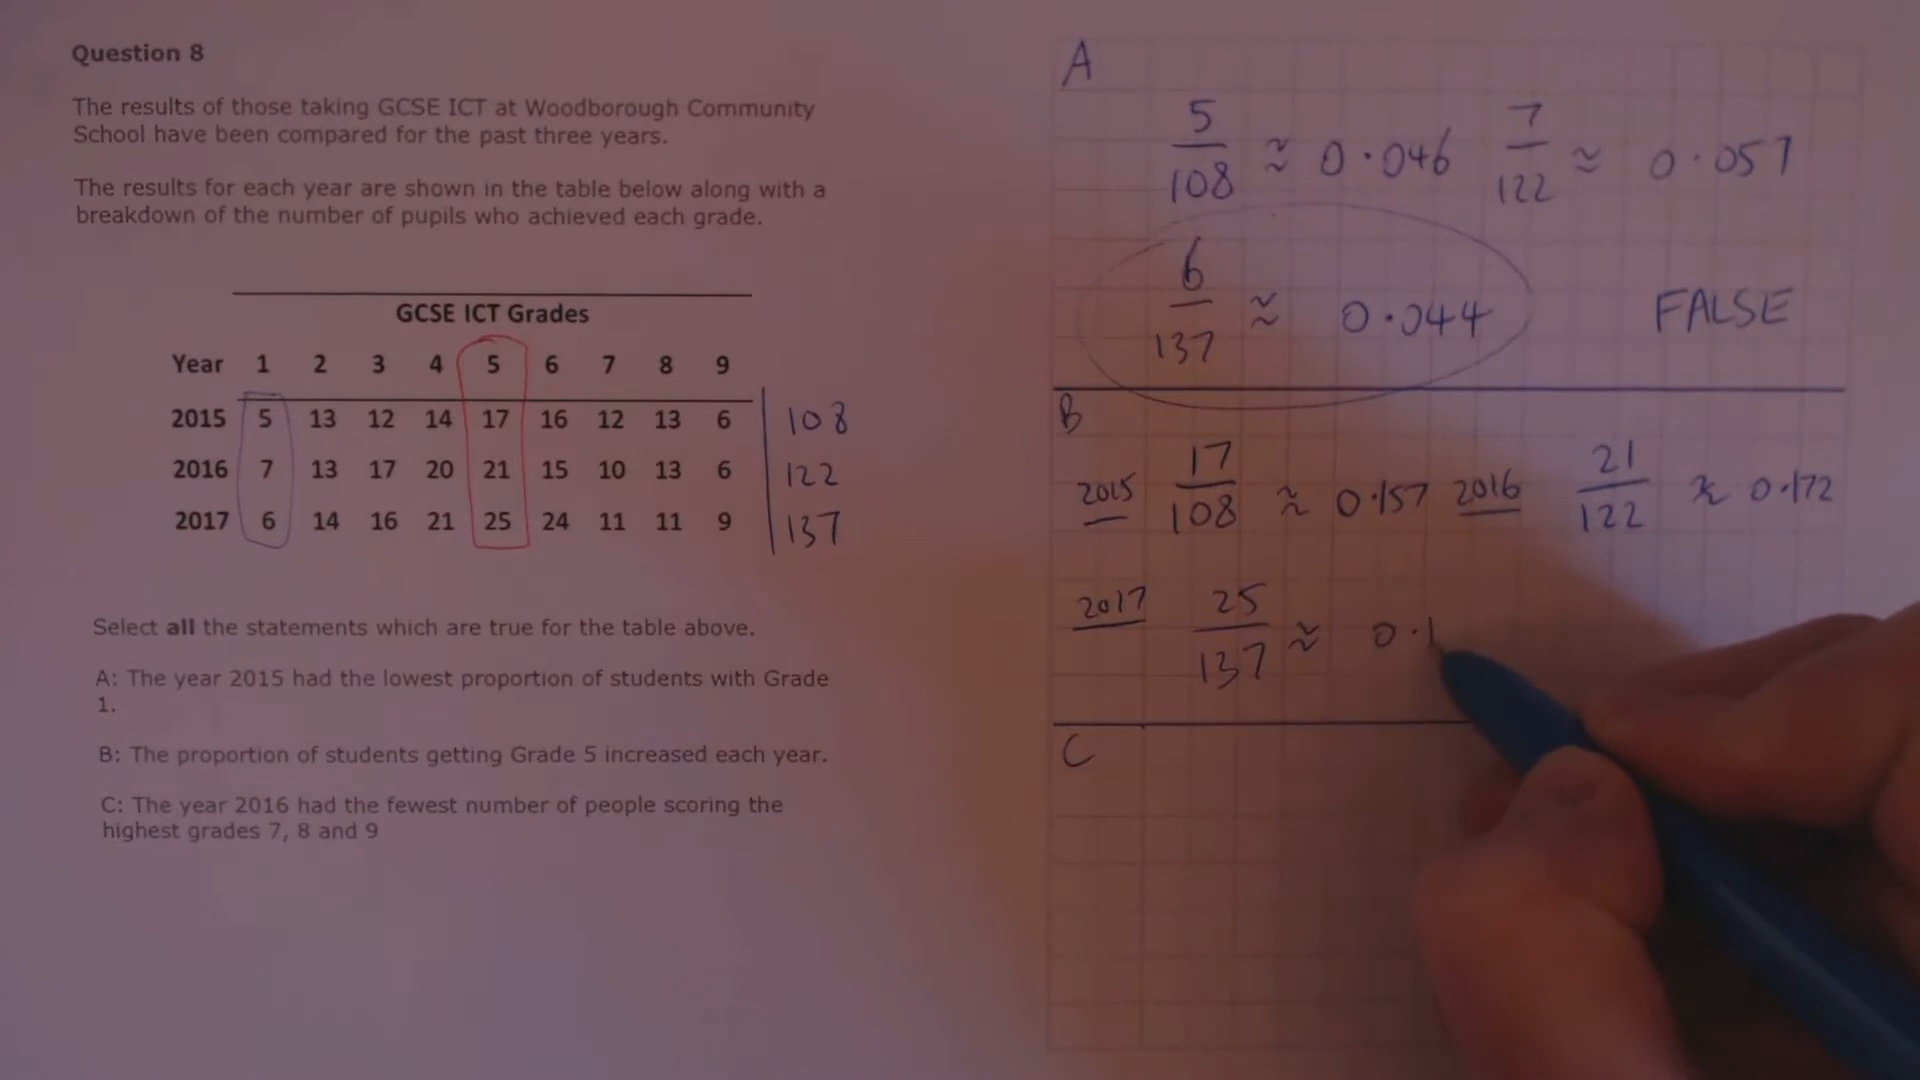 Question 8
The results of those taking GCSE ICT at Woodborough Community
School have been compared for the past three years.
The results for each year are shown in the table below along with a
breakdown of the number of pupils who achieved each grade.
GCSE ICT Grades
Year 1 2 3 4 5 6 7 8 9
2015 5 13 12 14 17 16 12 13 6 108
2016 7 13 17 20 21 15 10 13 6 122
2017 6 14 16 21 25 24 11 11 9 137
Select all the statements which are true for the table above.
A: The year 2015 had the lowest proportion of students with Grade
1.
B: The proportion of students getting Grade 5 increased each year.
C: The year 2016 had the fewest number of people scoring the
highest grades 7, 8 and 9
A
5/108 ≈ 0.046 7/122 ≈ 0.057
6/137 ≈ 0.044 FALSE
B
2015 17/108 ≈ 0.157 2016 21/122 ≈ 0.172
2017 25/137 ≈ 0.1
C